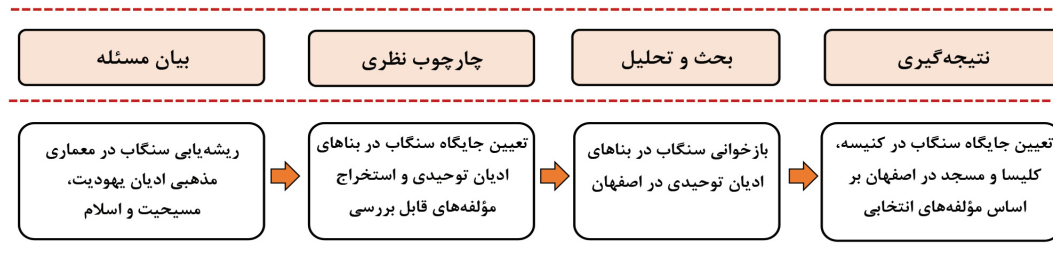 بیان مسئله
چارچوب نظری
بحث و تحلیل
نتیجه‌گیری
ریشه‌یابی سنگاب در معماری
مذهبی ادیان یهودیت،
مسیحیت و اسلام
تعیین جایگاه سنگاب در بناهای
ادیان توحیدی و استخراج
مؤلفه‌های قابل بررسی
بازخوانی سنگاب در بناهای
ادیان توحیدی در اصفهان
تعیین جایگاه سنگاب در کنیسه،
کلیسا و مسجد در اصفهان بر
اساس مؤلفه‌های انتخابی